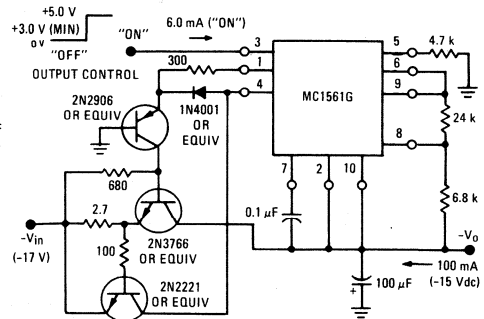 +5.0 V
+3.0 V (MIN)
0 V
"OFF"
"ON"
6.0 mA ("ON")
OUTPUT CONTROL
3
1
4
300
1N4001
OR
EQUIV
2N2906
OR EQUIV
MC1561G
5
6
9
8
4.7 k
24 k
6.8 k
7
2
10
0.1 µF
680
2.7
100
-Vin
(-17 V)
2N3766
OR EQUIV
2N2221
OR EQUIV
-Vo
100 mA
(-15 Vdc)
+
100 µF